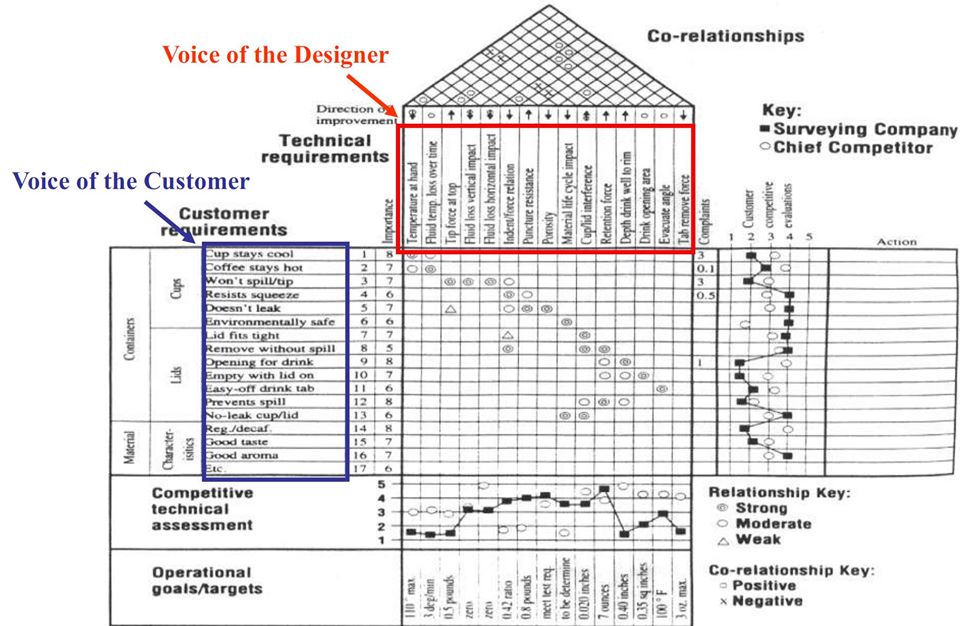 Co-relationships
Voice of the Designer
Direction of
improvement
Key:
Surveying Company
Chief Competitor
Technical
requirements
Voice of the Customer
Customer
requirements
Importance
Temperature at hand
Fluid temp. loss over time
Tip force at top
Fluid loss vertical impact
Fluid loss horizontal impact
Indent/force relation
Puncture resistance
Porosity
Material life cycle impact
Cup/lid interference
Retention force
Depth drink well to rim
Drink opening area
Evacuate angle
Tab remove force
Complaints
Customer
competitive
evaluations
1 2 3 4 5
Action
Containers
Cups
Cup stays cool 1 8 3
Coffee stays hot 2 7 0.1
Won't spill/tip 3 7 3
Resists squeeze 4 6 0.5
Doesn't leak 5 7
Environmentally safe 6 6
Lids
Lid fits tight 7 7
Remove without spill 8 5
Opening for drink 9 8 1
Empty with lid on 10 7
Easy-off drink tab 11 6
Prevents spill 12 8
No-leak cup/lid 13 6
Material
Character-
isitics
Reg./decaf. 14 8
Good taste 15 7
Good aroma 16 7
Etc. 17 6
Competitive
technical
assessment
5
4
3
2
1
Relationship Key:
Strong
Moderate
Weak
Operational
goals/targets
110° max.
3 deg/min
0.5 pounds
zero
zero
0.42 ratio
0.8 pounds
meet test req.
to be determine
0.020 inches
7 ounces
0.40 inches
0.35 sq inches
100° F
3 oz. max.
Co-relationship Key:
Positive
× Negative